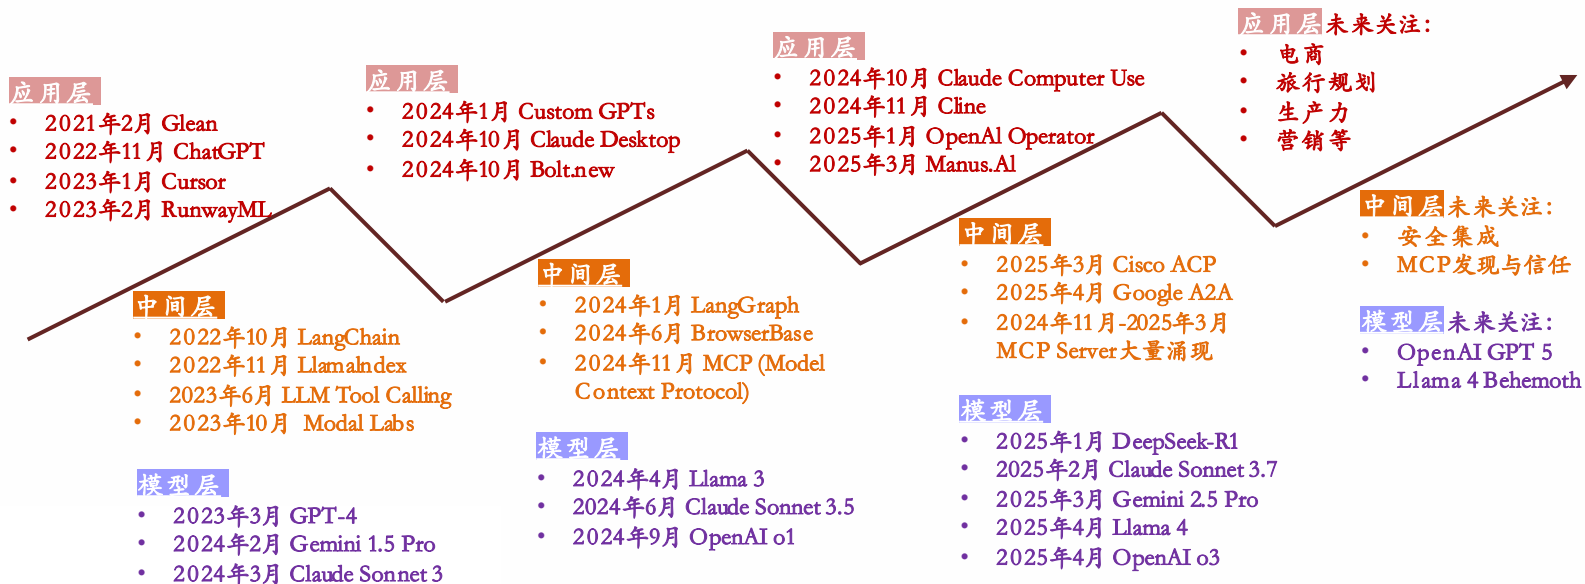 应用层
• 2021年2月 Glean
• 2022年11月 ChatGPT
• 2023年1月 Cursor
• 2023年2月 RunwayML
中间层
• 2022年10月 LangChain
• 2022年11月 LlamaIndex
• 2023年6月 LLM Tool Calling
• 2023年10月 Modal Labs
模型层
• 2023年3月 GPT-4
• 2024年2月 Gemini 1.5 Pro
• 2024年3月 Claude Sonnet 3
应用层
• 2024年1月 Custom GPTs
• 2024年10月 Claude Desktop
• 2024年10月 Bolt.new
中间层
• 2024年1月 LangGraph
• 2024年6月 BrowserBase
• 2024年11月 MCP (Model
Context Protocol)
模型层
• 2024年4月 Llama 3
• 2024年6月 Claude Sonnet 3.5
• 2024年9月 OpenAI o1
应用层
• 2024年10月 Claude Computer Use
• 2024年11月 Cline
• 2025年1月 OpenAI Operator
• 2025年3月 Manus.AI
中间层
• 2025年3月 Cisco ACP
• 2025年4月 Google A2A
• 2024年11月-2025年3月
MCP Server大量涌现
模型层
• 2025年1月 DeepSeek-R1
• 2025年2月 Claude Sonnet 3.7
• 2025年3月 Gemini 2.5 Pro
• 2025年4月 Llama 4
• 2025年4月 OpenAI o3
应用层未来关注：
• 电商
• 旅行规划
• 生产力
• 营销等
中间层未来关注：
• 安全集成
• MCP发现与信任
模型层未来关注：
• OpenAI GPT 5
• Llama 4 Behemoth